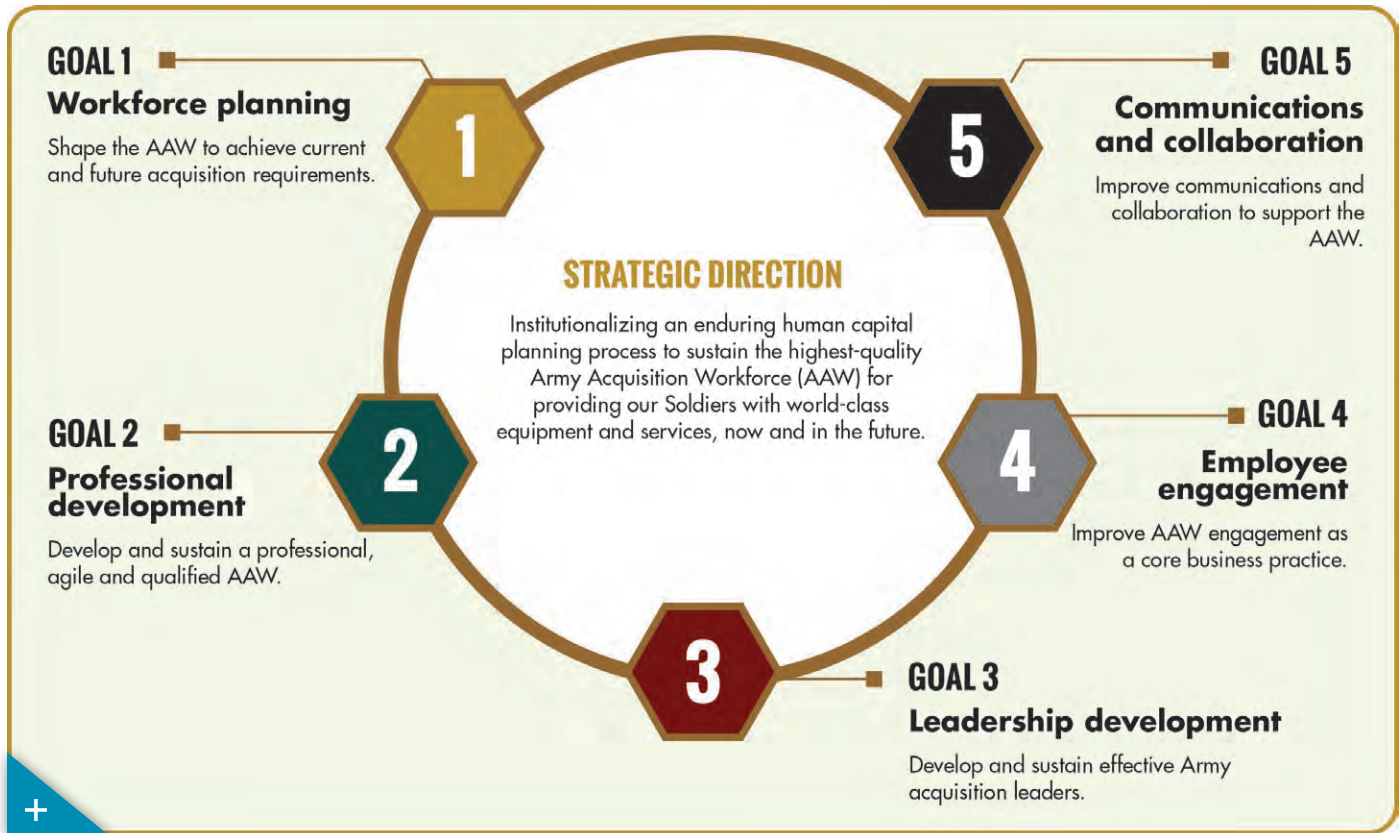 GOAL 1
Workforce planning
Shape the AAW to achieve current
and future acquisition requirements.
1
GOAL 2
Professional
development
Develop and sustain a professional,
agile and qualified AAW.
2
GOAL 3
Leadership development
Develop and sustain effective Army
acquisition leaders.
3
GOAL 4
Employee
engagement
Improve AAW engagement as
a core business practice.
4
GOAL 5
Communications
and collaboration
Improve communications and
collaboration to support the
AAW.
5
STRATEGIC DIRECTION
Institutionalizing an enduring human capital
planning process to sustain the highest-quality
Army Acquisition Workforce (AAW) for
providing our Soldiers with world-class
equipment and services, now and in the future.
+